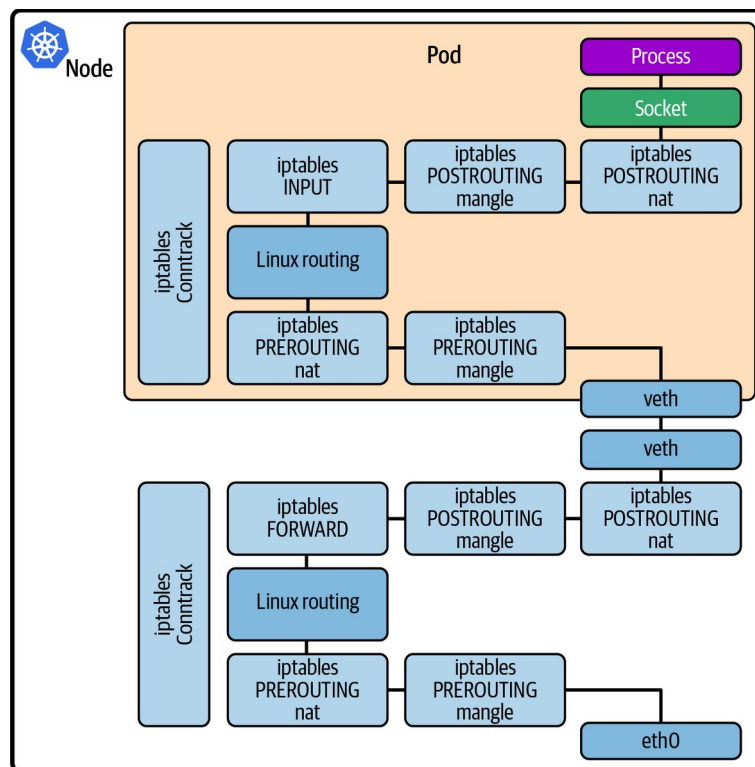 Node
Pod
Process
Socket
iptables
Conntrack
iptables
INPUT
iptables
POSTROUTING
mangle
iptables
POSTROUTING
nat
Linux routing
iptables
PREROUTING
nat
iptables
PREROUTING
mangle
veth
veth
iptables
Conntrack
iptables
FORWARD
iptables
POSTROUTING
mangle
iptables
POSTROUTING
nat
Linux routing
iptables
PREROUTING
nat
iptables
PREROUTING
mangle
eth0